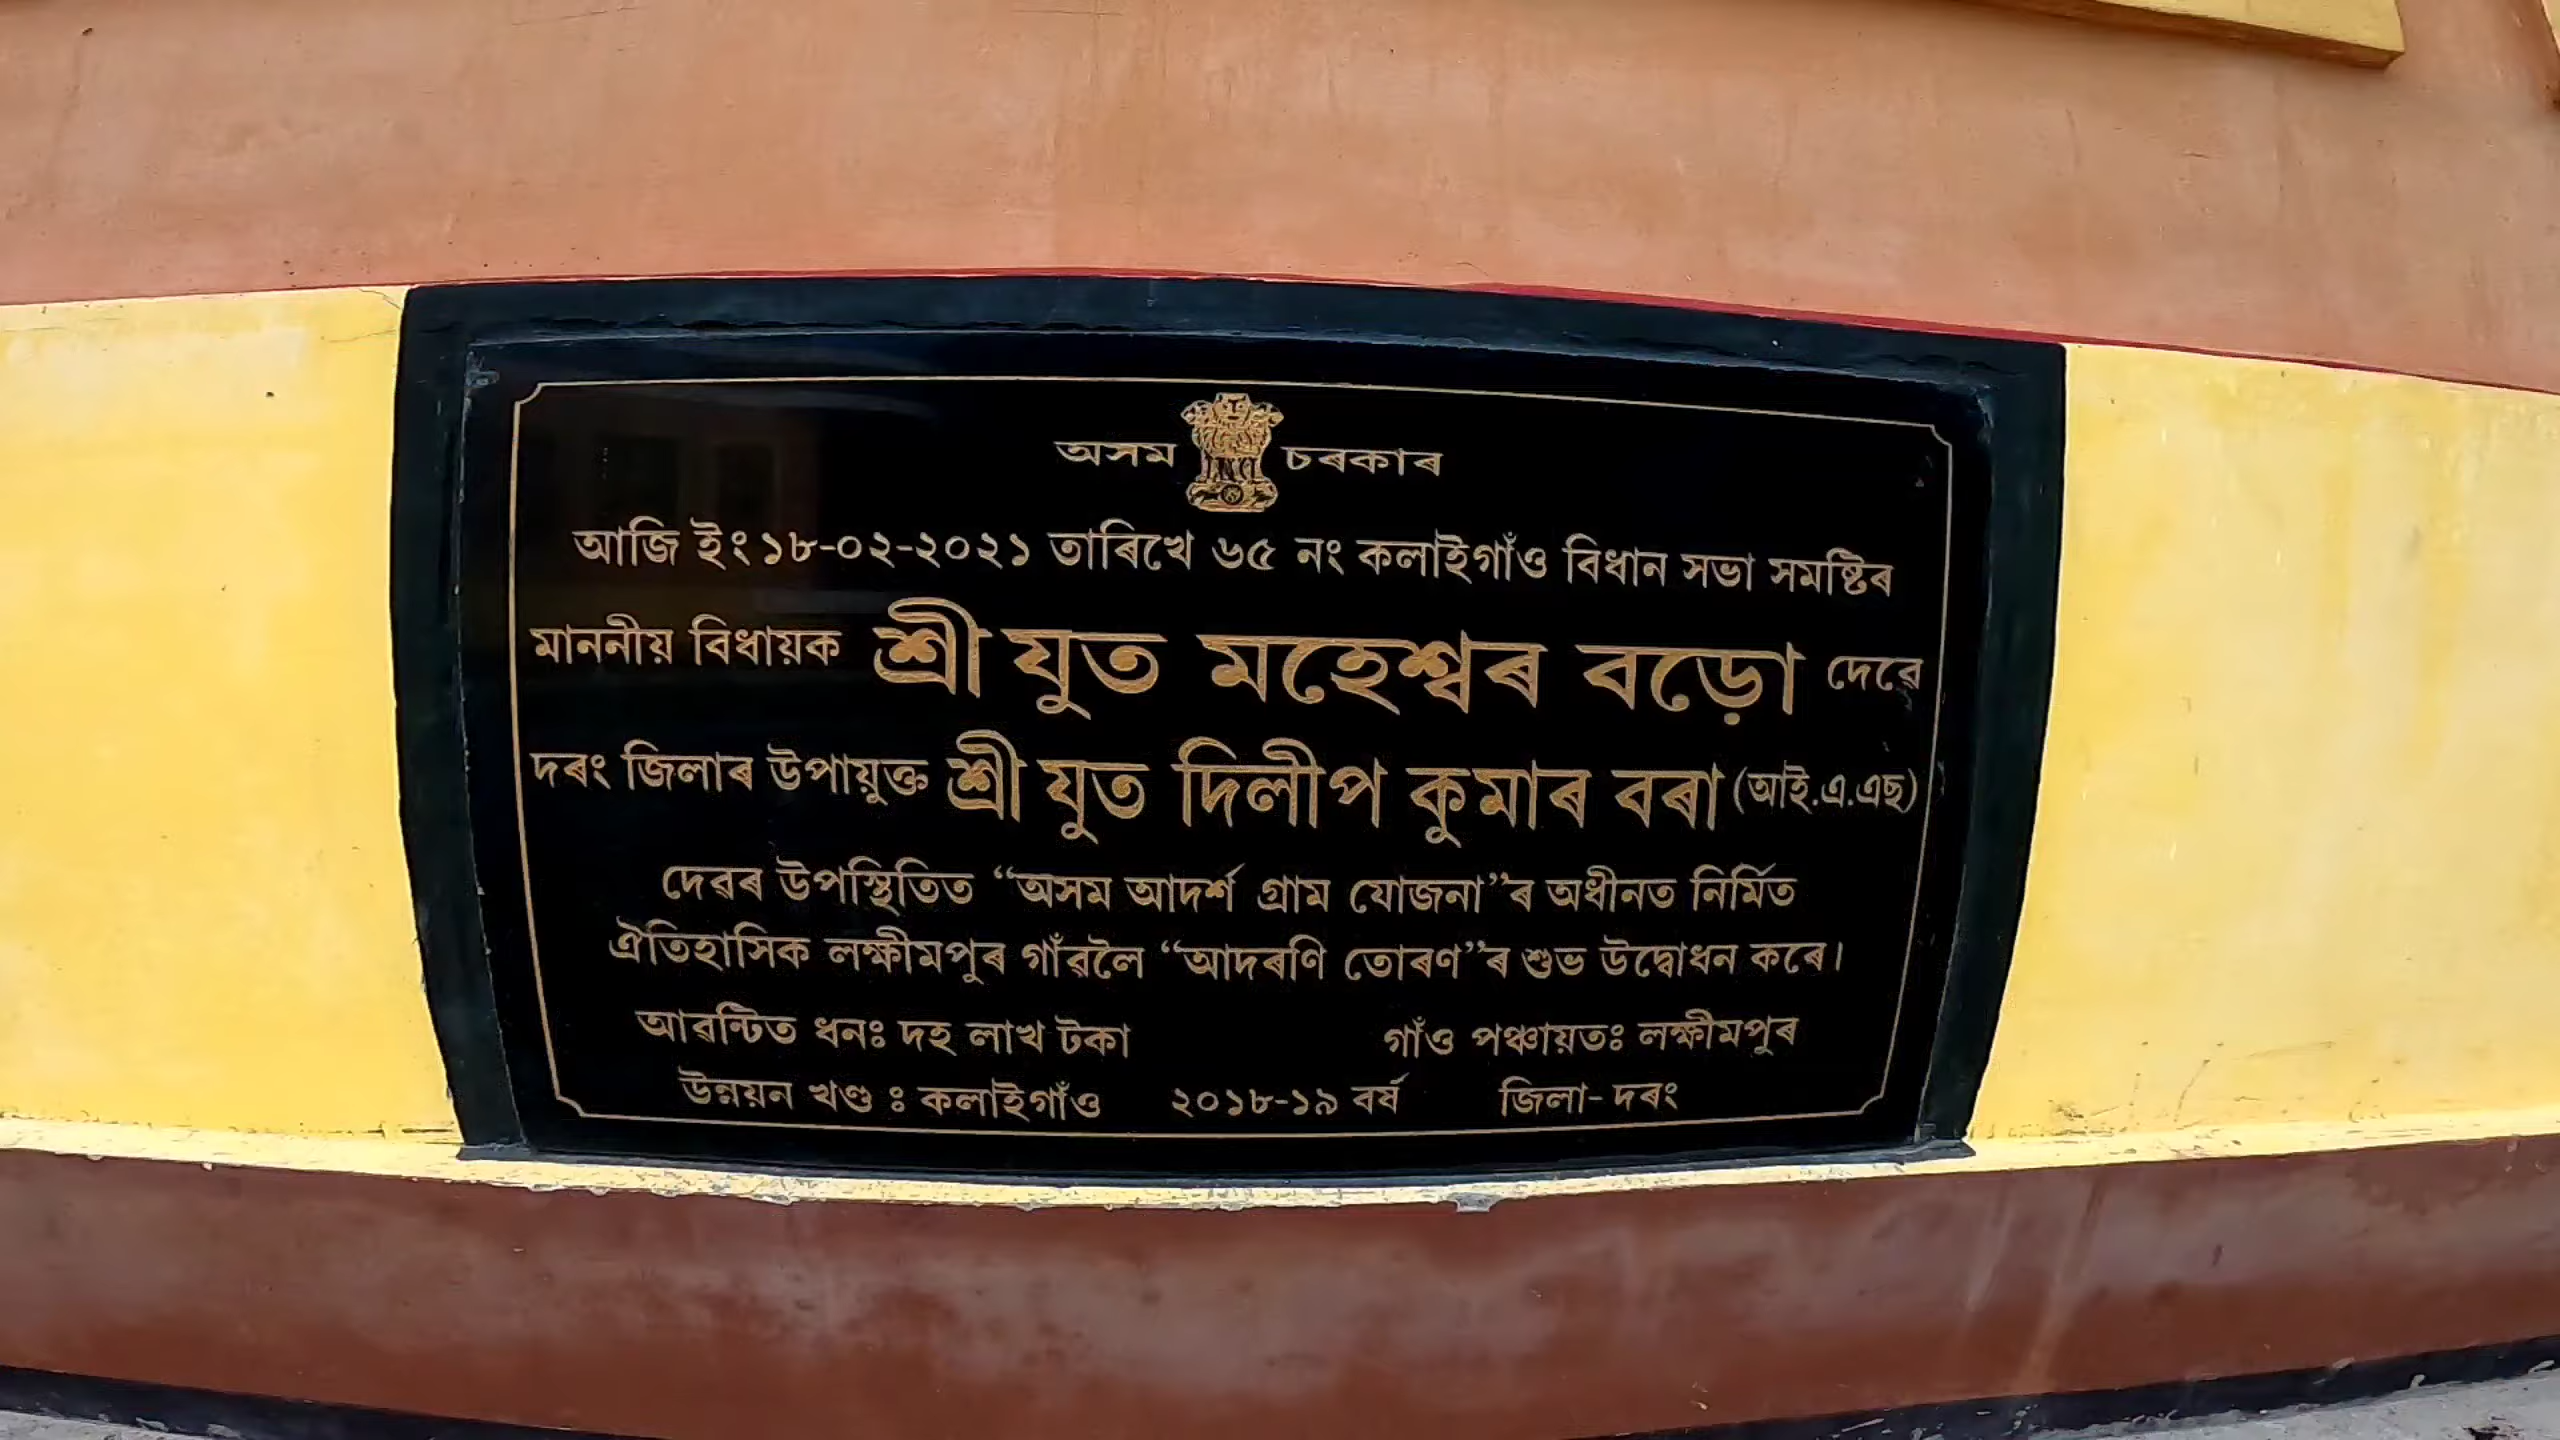 অসম চৰকাৰ
আজি ইং ১৮-০২-২০২১ তাৰিখে ৬৫ নং কলাইগাঁও বিধান সভা সমষ্টিৰ
মাননীয় বিধায়ক শ্ৰী যুত মহেশ্বৰ বড়ো দেৱে
দৰং জিলাৰ উপায়ুক্ত শ্ৰী যুত দিলীপ কুমাৰ বৰা (আই.এ.এছ)
দেৱৰ উপস্থিতিত “অসম আদৰ্শ গ্ৰাম যোজনা”ৰ অধীনত নিৰ্মিত
ঐতিহাসিক লক্ষীমপুৰ গাঁৱলৈ “আদৰণি তোৰণ”ৰ শুভ উদ্বোধন কৰে।
আৱন্টিত ধনঃ দহ লাখ টকা গাঁও পঞ্চায়তঃ লক্ষীমপুৰ
উন্নয়ন খণ্ড ঃ কলাইগাঁও ২০১৮-১৯ বৰ্ষ জিলা- দৰং